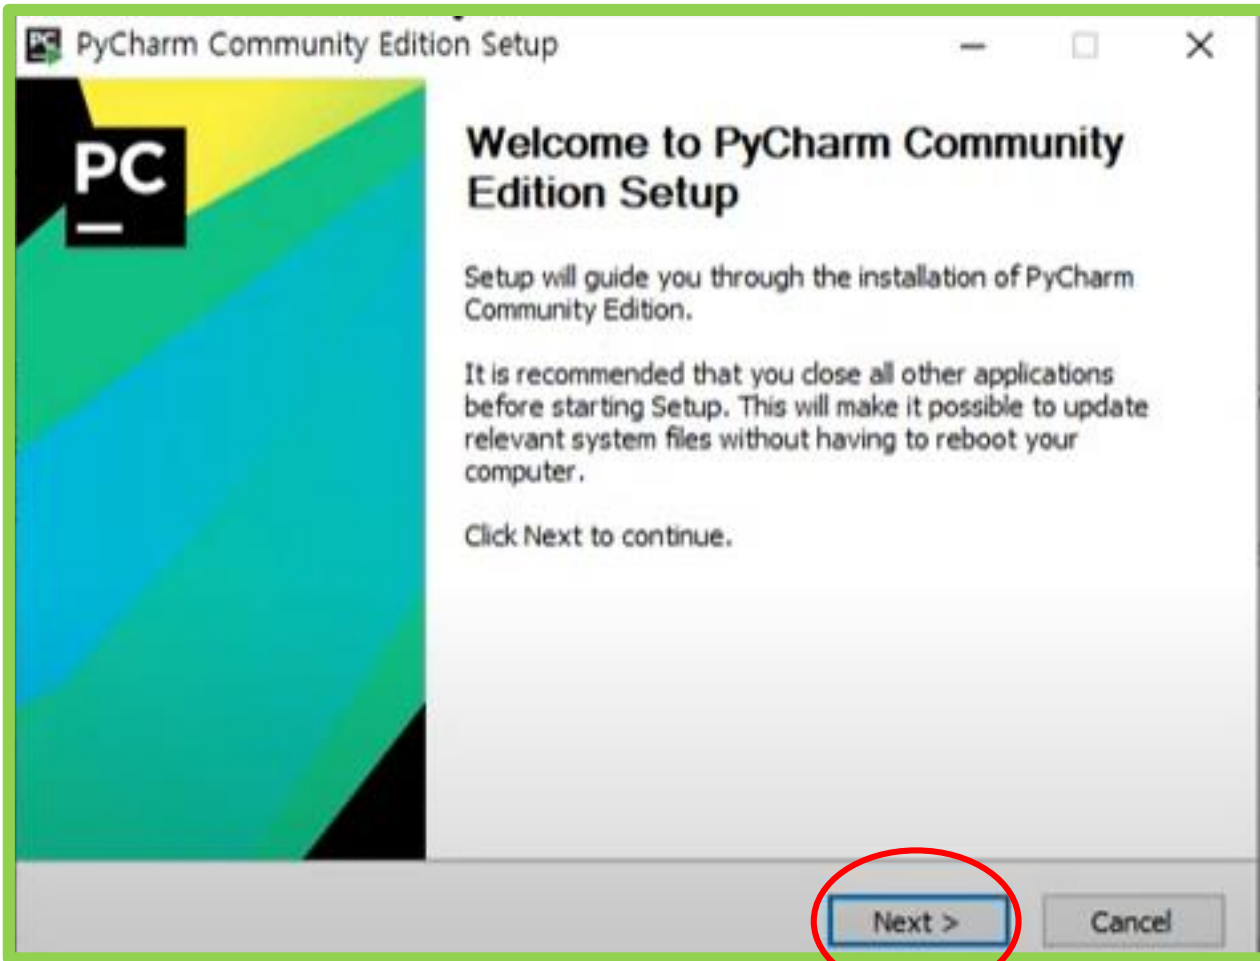 PyCharm Community Edition Setup
PC
Welcome to PyCharm Community
Edition Setup
Setup will guide you through the installation of PyCharm
Community Edition.
It is recommended that you close all other applications
before starting Setup. This will make it possible to update
relevant system files without having to reboot your
computer.
Click Next to continue.
Next >
Cancel